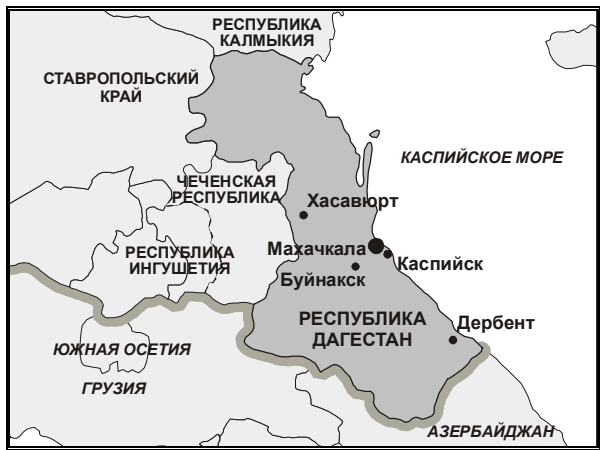 РЕСПУБЛИКА
КАЛМЫКИЯ
СТАВРОПОЛЬСКИЙ
КРАЙ
КАСПИЙСКОЕ МОРЕ
ЧЕЧЕНСКАЯ
РЕСПУБЛИКА
Хасавюрт
РЕСПУБЛИКА
ИНГУШЕТИЯ
Махачкала
Каспийск
Буйнакск
РЕСПУБЛИКА
ДАГЕСТАН
Дербент
ЮЖНАЯ ОСЕТИЯ
ГРУЗИЯ
АЗЕРБАЙДЖАН